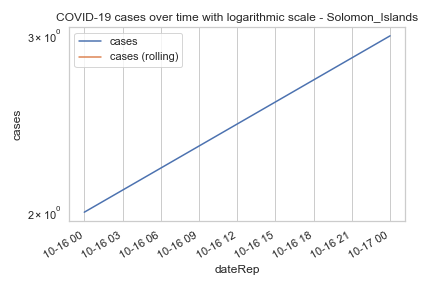 COVID-19 cases over time with logarithmic scale - Solomon_Islands
3 × 10⁰
cases
cases (rolling)
cases
2 × 10⁰
10-16 00
10-16 03
10-16 06
10-16 09
10-16 12
10-16 15
10-16 18
10-16 21
10-17 00
dateRep